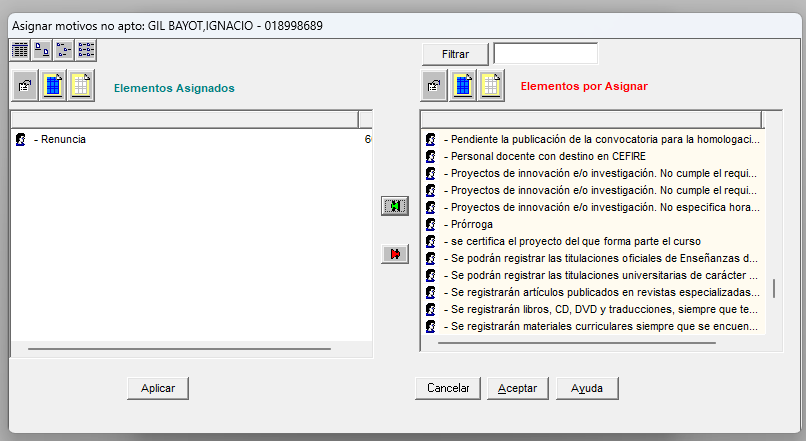 Asignar motivos no apto: GIL BAYOT,IGNACIO - 018998689
Filtrar
Elementos Asignados
Elementos por Asignar
- Renuncia
- Pendiente la publicación de la convocatoria para la homologaci...
- Personal docente con destino en CEFIRE
- Proyectos de innovación e/o investigación. No cumple el requi...
- Proyectos de innovación e/o investigación. No cumple el requi...
- Proyectos de innovación e/o investigación. No especifica hora...
- Prórroga
- se certifica el proyecto del que forma parte el curso
- Se podrán registrar las titulaciones oficiales de Enseñanzas d...
- Se podrán registrar las titulaciones universitarias de carácter ...
- Se registrarán artículos publicados en revistas especializadas...
- Se registrarán libros, CD, DVD y traducciones, siempre que te...
- Se registrarán materiales curriculares siempre que se encuen...
Aplicar
Cancelar
Aceptar
Ayuda